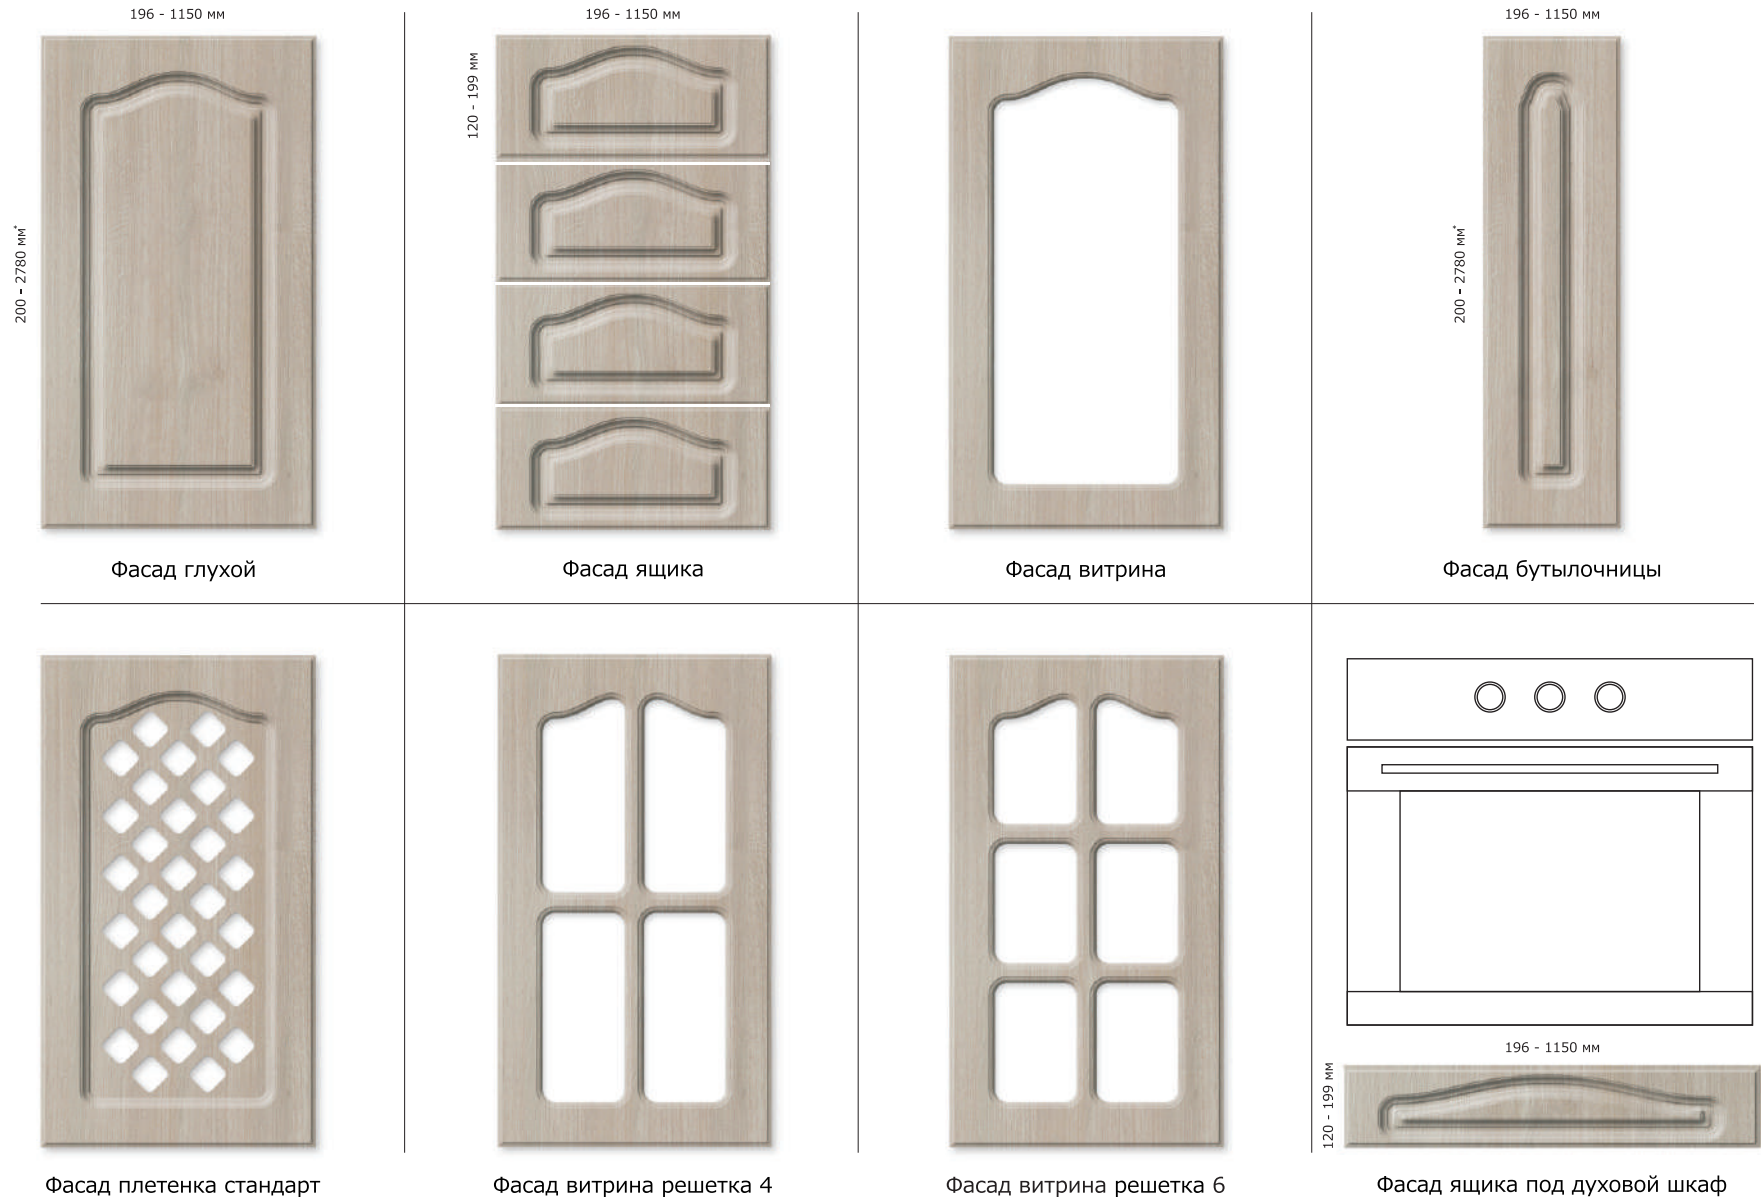 196 - 1150 мм
196 - 1150 мм
196 - 1150 мм
200 - 2780 мм*
120 - 199 мм
200 - 2780 мм*
Фасад глухой
Фасад ящика
Фасад витрина
Фасад бутылочницы
196 - 1150 мм
120 - 199 мм
Фасад плетенка стандарт
Фасад витрина решетка 4
Фасад витрина решетка 6
Фасад ящика под духовой шкаф